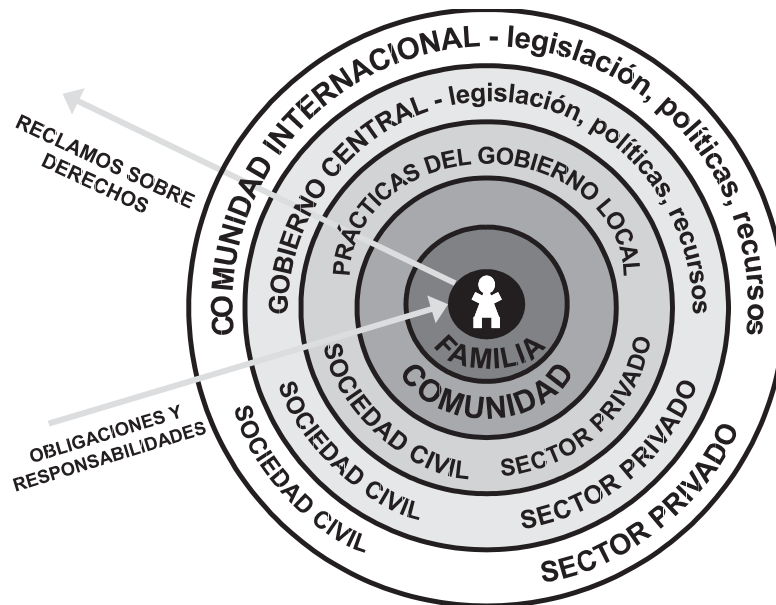 COMUNIDAD INTERNACIONAL - legislación, políticas, recursos
GOBIERNO CENTRAL - legislación, políticas, recursos
PRÁCTICAS DEL GOBIERNO LOCAL
RECLAMOS SOBRE
DERECHOS
FAMILIA
COMUNIDAD
SOCIEDAD CIVIL
SECTOR PRIVADO
SOCIEDAD CIVIL
SECTOR PRIVADO
SOCIEDAD CIVIL
SECTOR PRIVADO
OBLIGACIONES Y
RESPONSABILIDADES